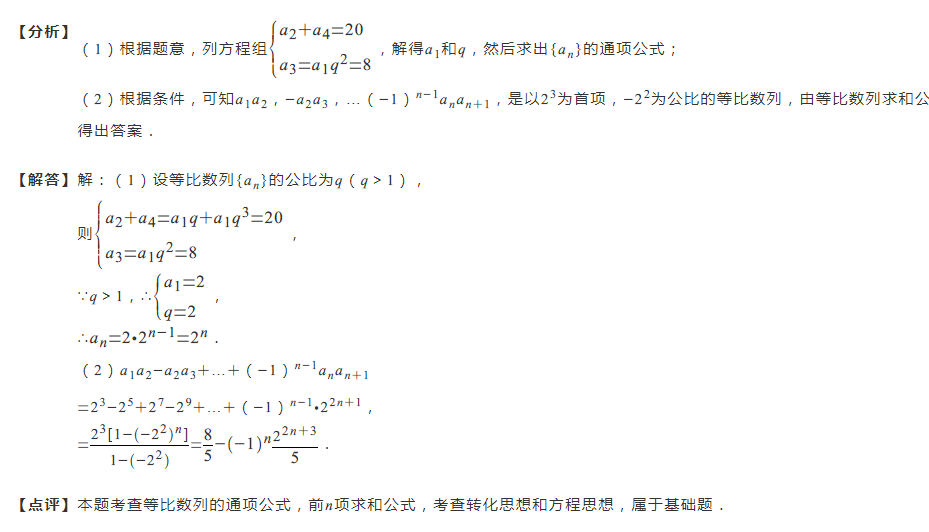 【分析】(1)根据题意，列方程组{a₂+a₄=20, a₃=a₁q²=8，解得a₁和q，然后求出{aₙ}的通项公式；
(2)根据条件，可知a₁a₂，-a₂a₃，…(-1)ⁿ⁻¹aₙaₙ₊₁，是以2³为首项，-2²为公比的等比数列，由等比数列求和公
得出答案．
【解答】解：(1)设等比数列{aₙ}的公比为q(q>1)，
则{a₂+a₄=a₁q+a₁q³=20
a₃=a₁q²=8，
∵q>1，∴{a₁=2
q=2，
∴aₙ=2•2ⁿ⁻¹=2ⁿ．
(2)a₁a₂-a₂a₃+…+(-1)ⁿ⁻¹aₙaₙ₊₁
=2³-2⁵+2⁷-2⁹+…+(-1)ⁿ⁻¹•2²ⁿ⁺¹，
=2³[1-(-2²)ⁿ]/1-(-2²)=8/5-(-1)ⁿ2²ⁿ⁺³/5．
【点评】本题考查等比数列的通项公式，前n项求和公式，考查转化思想和方程思想，属于基础题．